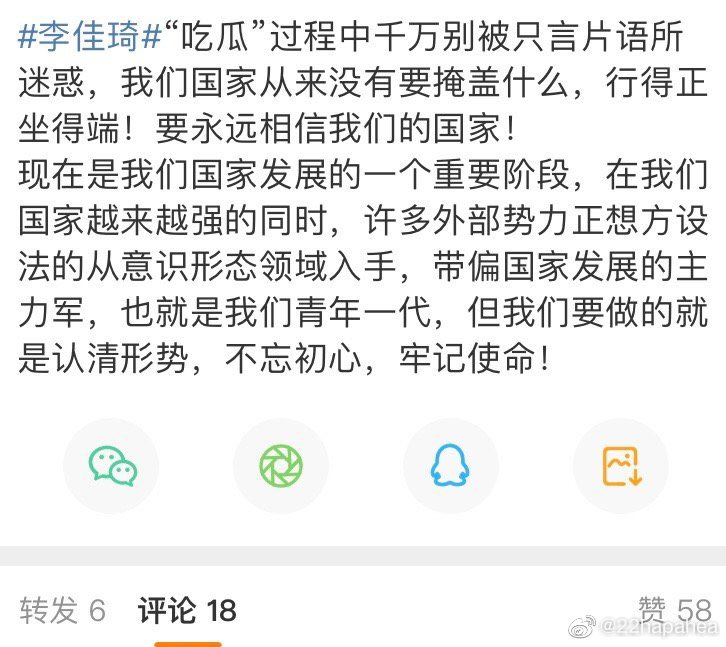 #李佳琦#“吃瓜”过程中千万别被只言片语所
迷惑，我们国家从来没有要掩盖什么，行得正
坐得端！要永远相信我们的国家！
现在是我们国家发展的一个重要阶段，在我们
国家越来越强的同时，许多外部势力正想方设
法的从意识形态领域入手，带偏国家发展的主
力军，也就是我们青年一代，但我们要做的就
是认清形势，不忘初心，牢记使命！
转发 6 评论 18 赞 58
@22hapahea